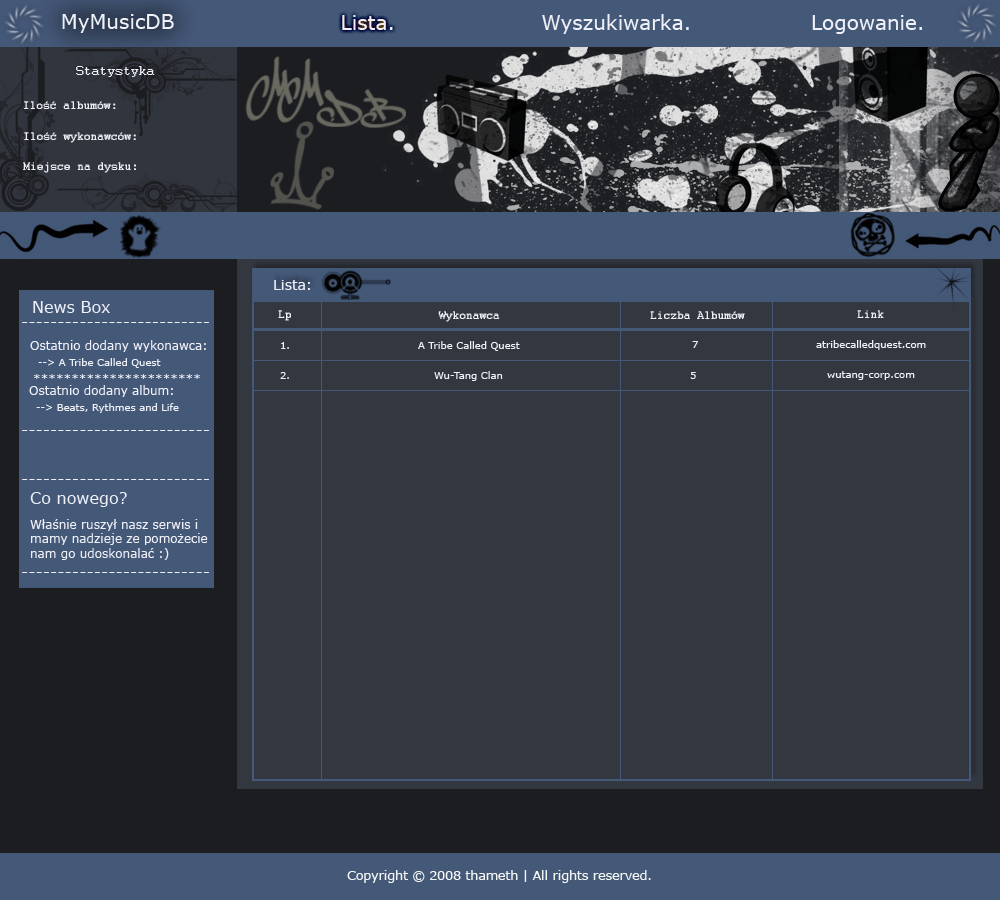 MyMusicDB
Lista.
Wyszukiwarka.
Logowanie.
Statystyka
Ilość albumów:
Ilość wykonawców:
Miejsce na dysku:
MM
DB
News Box
--------------------------
Ostatnio dodany wykonawca:
--> A Tribe Called Quest
**********************
Ostatnio dodany album:
--> Beats, Rythmes and Life
--------------------------
--------------------------
Co nowego?
Właśnie ruszył nasz serwis i
mamy nadzieje ze pomożecie
nam go udoskonalać :)
--------------------------
Lista:
Lp Wykonawca Liczba Albumów Link
1. A Tribe Called Quest 7 atribecalledquest.com
2. Wu-Tang Clan 5 wutang-corp.com
Copyright © 2008 thameth | All rights reserved.